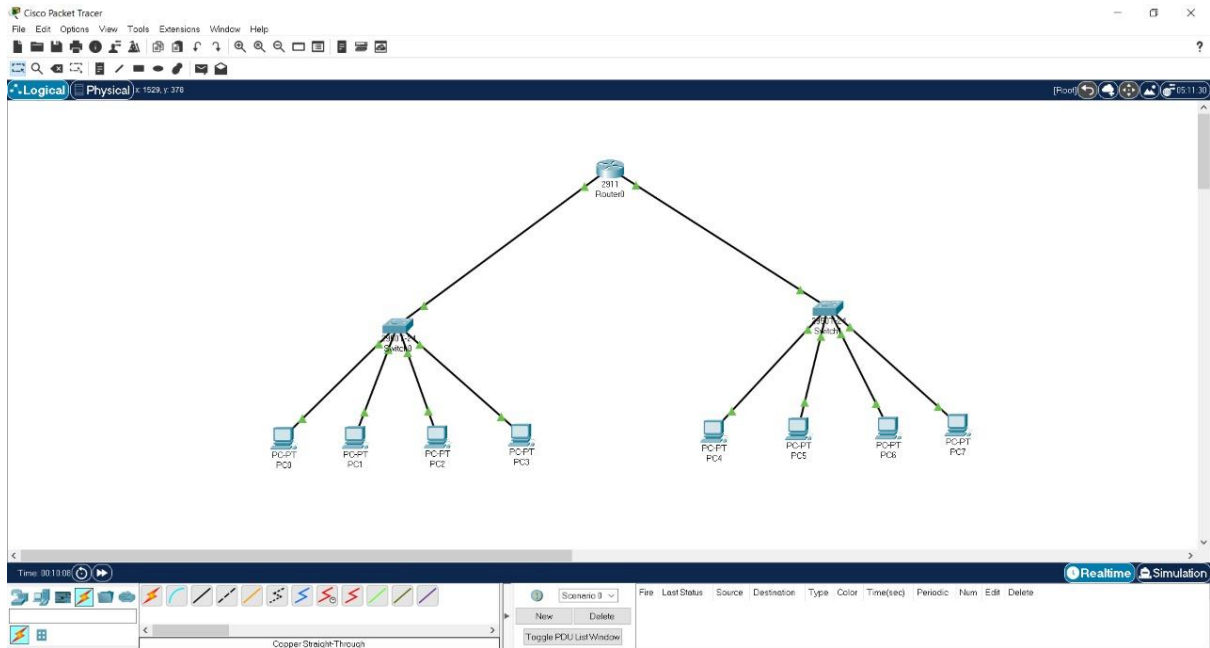 Cisco Packet Tracer
File Edit Options View Tools Extensions Window Help
?
Logical Physical x: 1529, y: 378 [Root] 05:11:30
2911
Router0
Switch0
Switch1
PC-PT
PC0
PC-PT
PC1
PC-PT
PC2
PC-PT
PC3
PC-PT
PC4
PC-PT
PC5
PC-PT
PC6
PC-PT
PC7
Time: 00:10:06 Realtime Simulation
Scenario 0
New Delete
Toggle PDU List Window
Fire Last Status Source Destination Type Color Time(sec) Periodic Num Edit Delete
Copper Straight-Through